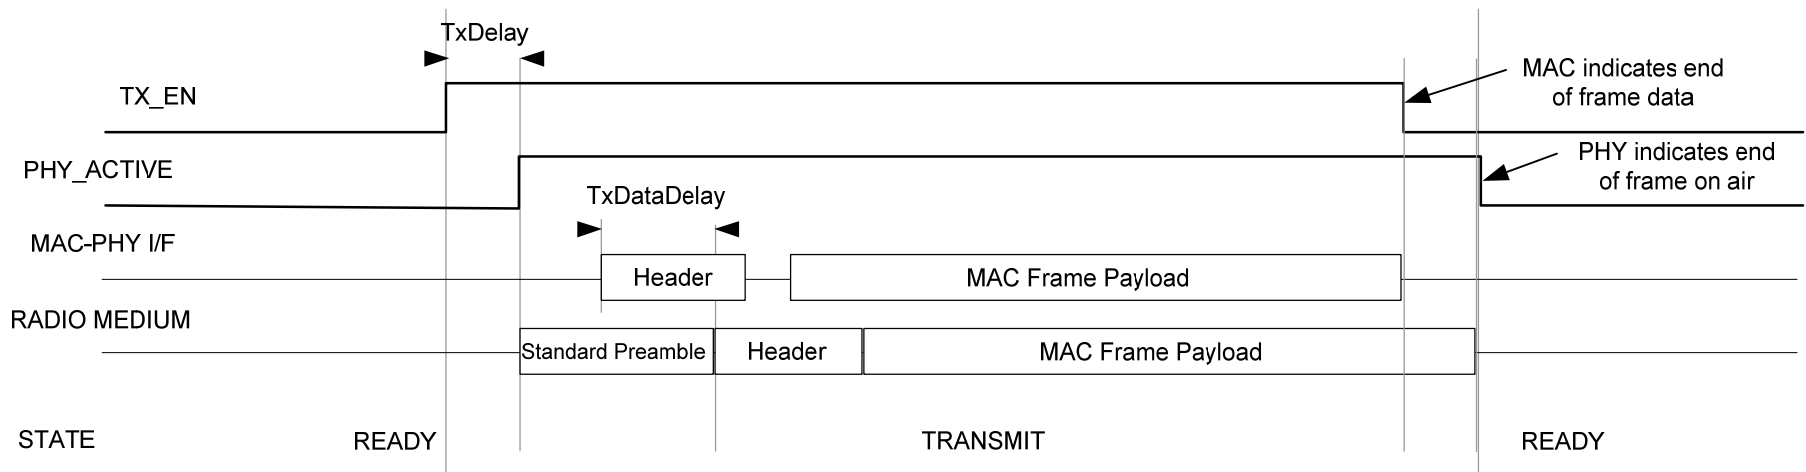 TxDelay
MAC indicates end
of frame data
TX_EN
PHY indicates end
of frame on air
PHY_ACTIVE
TxDataDelay
MAC-PHY I/F
Header
MAC Frame Payload
RADIO MEDIUM
Standard Preamble
Header
MAC Frame Payload
STATE
READY
TRANSMIT
READY